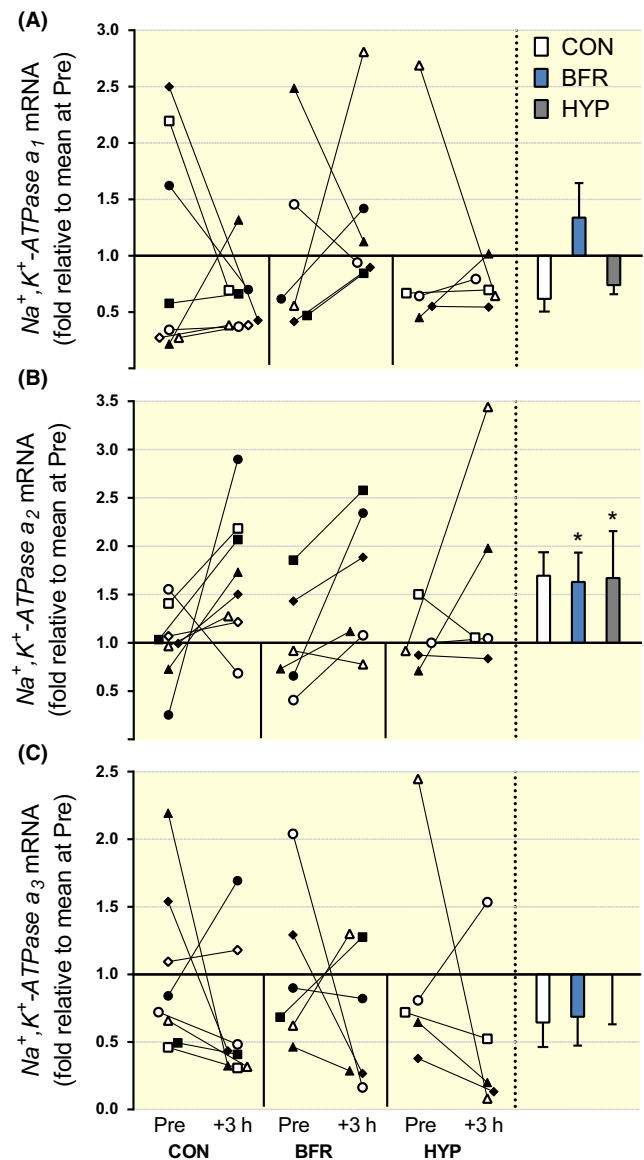 (A)
Na+,K+-ATPase a1 mRNA
(fold relative to mean at Pre)
3.0
2.5
2.0
1.5
1.0
0.5
CON
BFR
HYP
(B)
Na+,K+-ATPase a2 mRNA
(fold relative to mean at Pre)
3.5
3.0
2.5
2.0
1.5
1.0
0.5
*
*
(C)
Na+,K+-ATPase a3 mRNA
(fold relative to mean at Pre)
2.5
2.0
1.5
1.0
0.5
0.0
Pre +3 h Pre +3 h Pre +3 h
CON BFR HYP